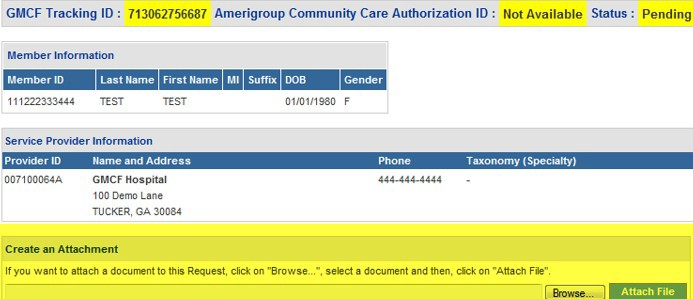 GMCF Tracking ID : 713062756687 Amerigroup Community Care Authorization ID : Not Available Status : Pending
Member Information
Member ID Last Name First Name MI Suffix DOB Gender
111222333444 TEST TEST 01/01/1980 F
Service Provider Information
Provider ID Name and Address Phone Taxonomy (Specialty)
007100064A GMCF Hospital 444-444-4444 -
100 Demo Lane
TUCKER, GA 30084
Create an Attachment
If you want to attach a document to this Request, click on "Browse...", select a document and then, click on "Attach File".
Browse... Attach File